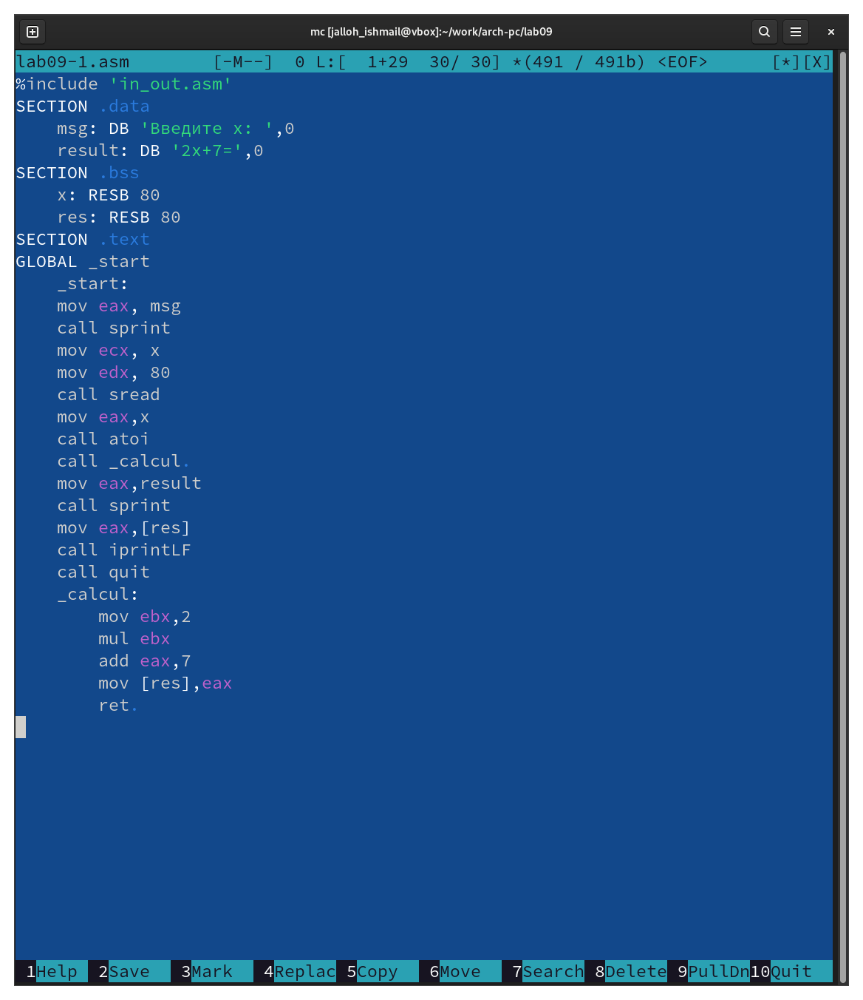 mc [jalloh_ishmail@vbox]:~/work/arch-pc/lab09
lab09-1.asm        [-M--]  0 L:[  1+29  30/ 30] *(491 / 491b) <EOF>      [*][X]
%include 'in_out.asm'
SECTION .data
    msg: DB 'Введите x: ',0
    result: DB '2x+7=',0
SECTION .bss
    x: RESB 80
    res: RESB 80
SECTION .text
GLOBAL _start
    _start:
    mov eax, msg
    call sprint
    mov ecx, x
    mov edx, 80
    call sread
    mov eax,x
    call atoi
    call _calcul.
    mov eax,result
    call sprint
    mov eax,[res]
    call iprintLF
    call quit
    _calcul:
        mov ebx,2
        mul ebx
        add eax,7
        mov [res],eax
        ret.
1Help  2Save  3Mark  4Replac 5Copy  6Move  7Search 8Delete 9PullDn 10Quit